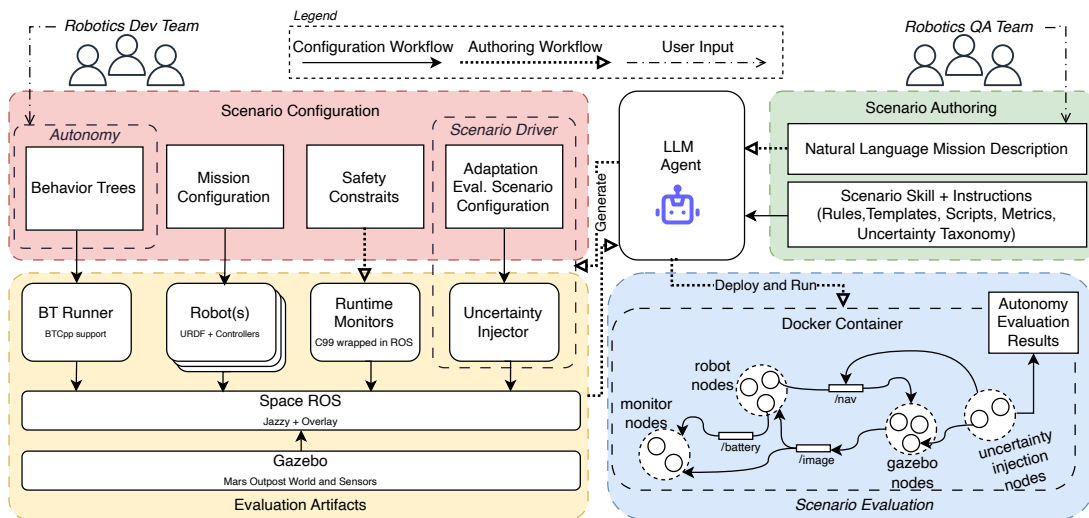 Robotics Dev Team
Legend
Configuration Workflow
Authoring Workflow
User Input
Robotics QA Team
Scenario Configuration
Autonomy
Behavior Trees
Mission
Configuration
Safety
Constraits
Scenario Driver
Adaptation
Eval. Scenario
Configuration
Generate
LLM
Agent
Scenario Authoring
Natural Language Mission Description
Scenario Skill + Instructions
(Rules,Templates, Scripts, Metrics,
Uncertainty Taxonomy)
BT Runner
BTCpp support
Robot(s)
URDF + Controllers
Runtime
Monitors
C99 wrapped in ROS
Uncertainty
Injector
Space ROS
Jazzy + Overlay
Gazebo
Mars Outpost World and Sensors
Evaluation Artifacts
Deploy and Run
Docker Container
Autonomy
Evaluation
Results
robot
nodes
/nav
monitor
nodes
/battery
/image
gazebo
nodes
uncertainty
injection
nodes
Scenario Evaluation